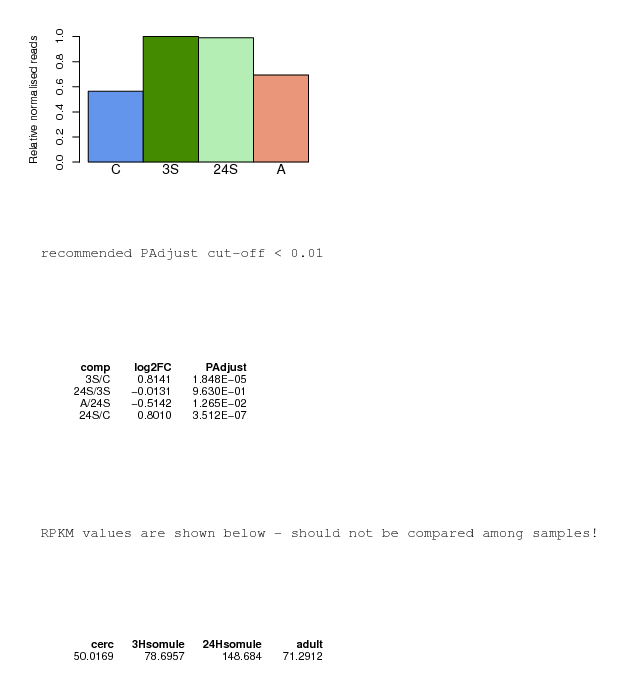 Relative normalised reads
1.0
0.8
0.6
0.4
0.2
0.0
C 3S 24S A
recommended PAdjust cut-off < 0.01
comp log2FC PAdjust
3S/C 0.8141 1.848E−05
24S/3S −0.0131 9.630E−01
A/24S −0.5142 1.265E−02
24S/C 0.8010 3.512E−07
RPKM values are shown below - should not be compared among samples!
cerc 3Hsomule 24Hsomule adult
50.0169 78.6957 148.684 71.2912